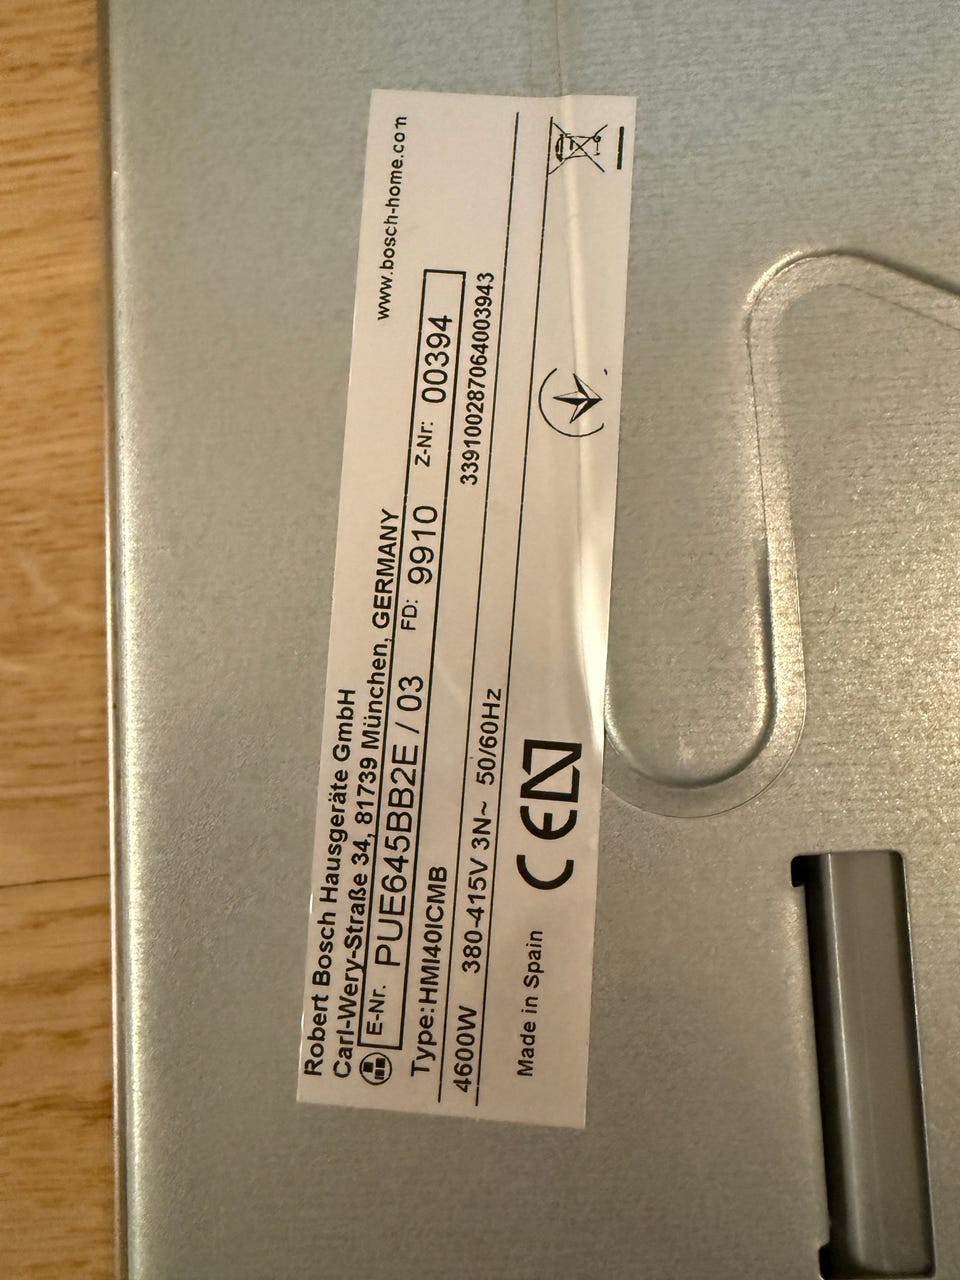 Robert Bosch Hausgeräte GmbH
Carl-Wery-Straße 34, 81739 München, GERMANY
www.bosch-home.com
E-Nr. PUE645BB2E / 03 FD: 9910 Z-Nr: 00394
Type:HMI40ICMB
339100287064003943
4600W 380-415V 3N~ 50/60Hz
Made in Spain
CE